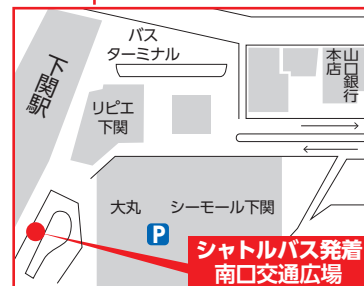 バス
ターミナル
下関駅
リピエ
下関
山口銀行
本店
大丸
シーモール下関
P
シャトルバス発着
南口交通広場